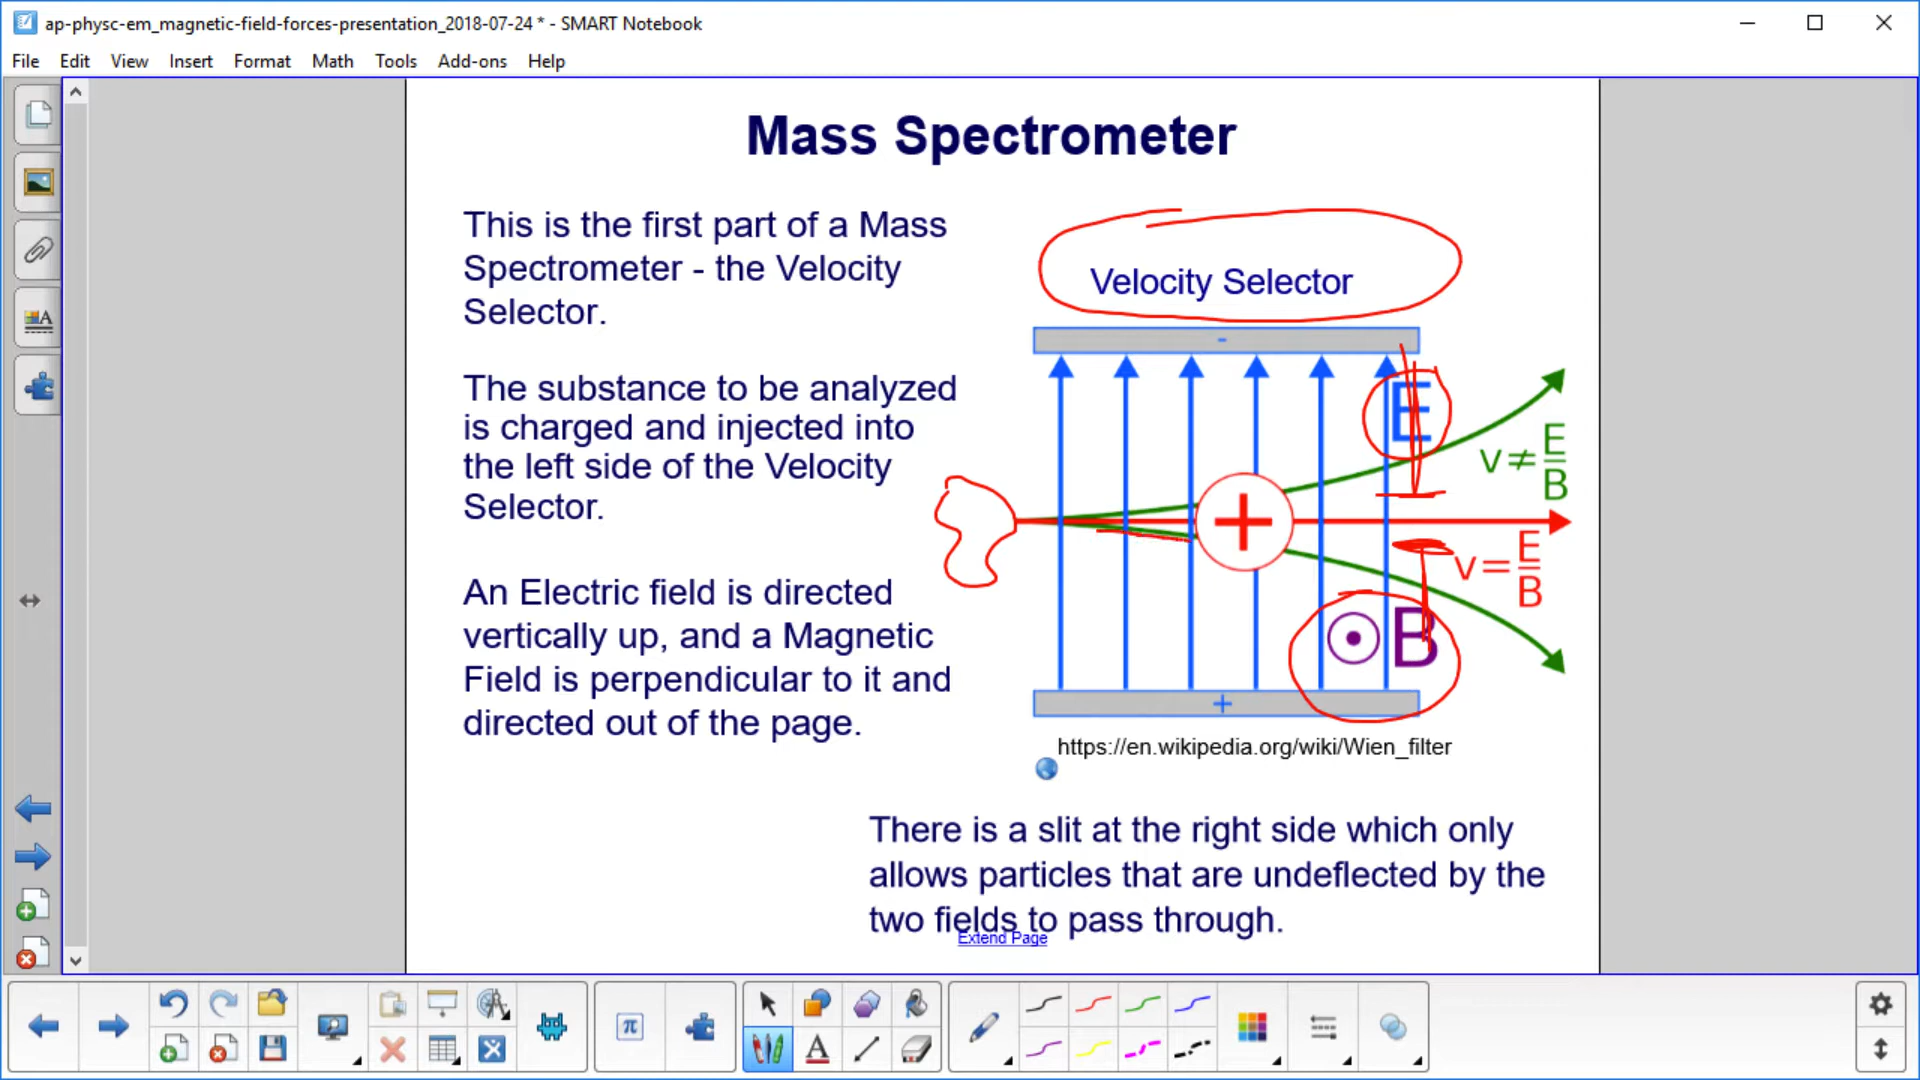 ap-physc-em_magnetic-field-forces-presentation_2018-07-24 * - SMART Notebook
File Edit View Insert Format Math Tools Add-ons Help
Mass Spectrometer
This is the first part of a Mass
Spectrometer - the Velocity
Selector.
The substance to be analyzed
is charged and injected into
the left side of the Velocity
Selector.
An Electric field is directed
vertically up, and a Magnetic
Field is perpendicular to it and
directed out of the page.
Velocity Selector
-
E
v≠E/B
+
v=E/B
B
+
https://en.wikipedia.org/wiki/Wien_filter
There is a slit at the right side which only
allows particles that are undeflected by the
two fields to pass through.
Extend Page
π
A